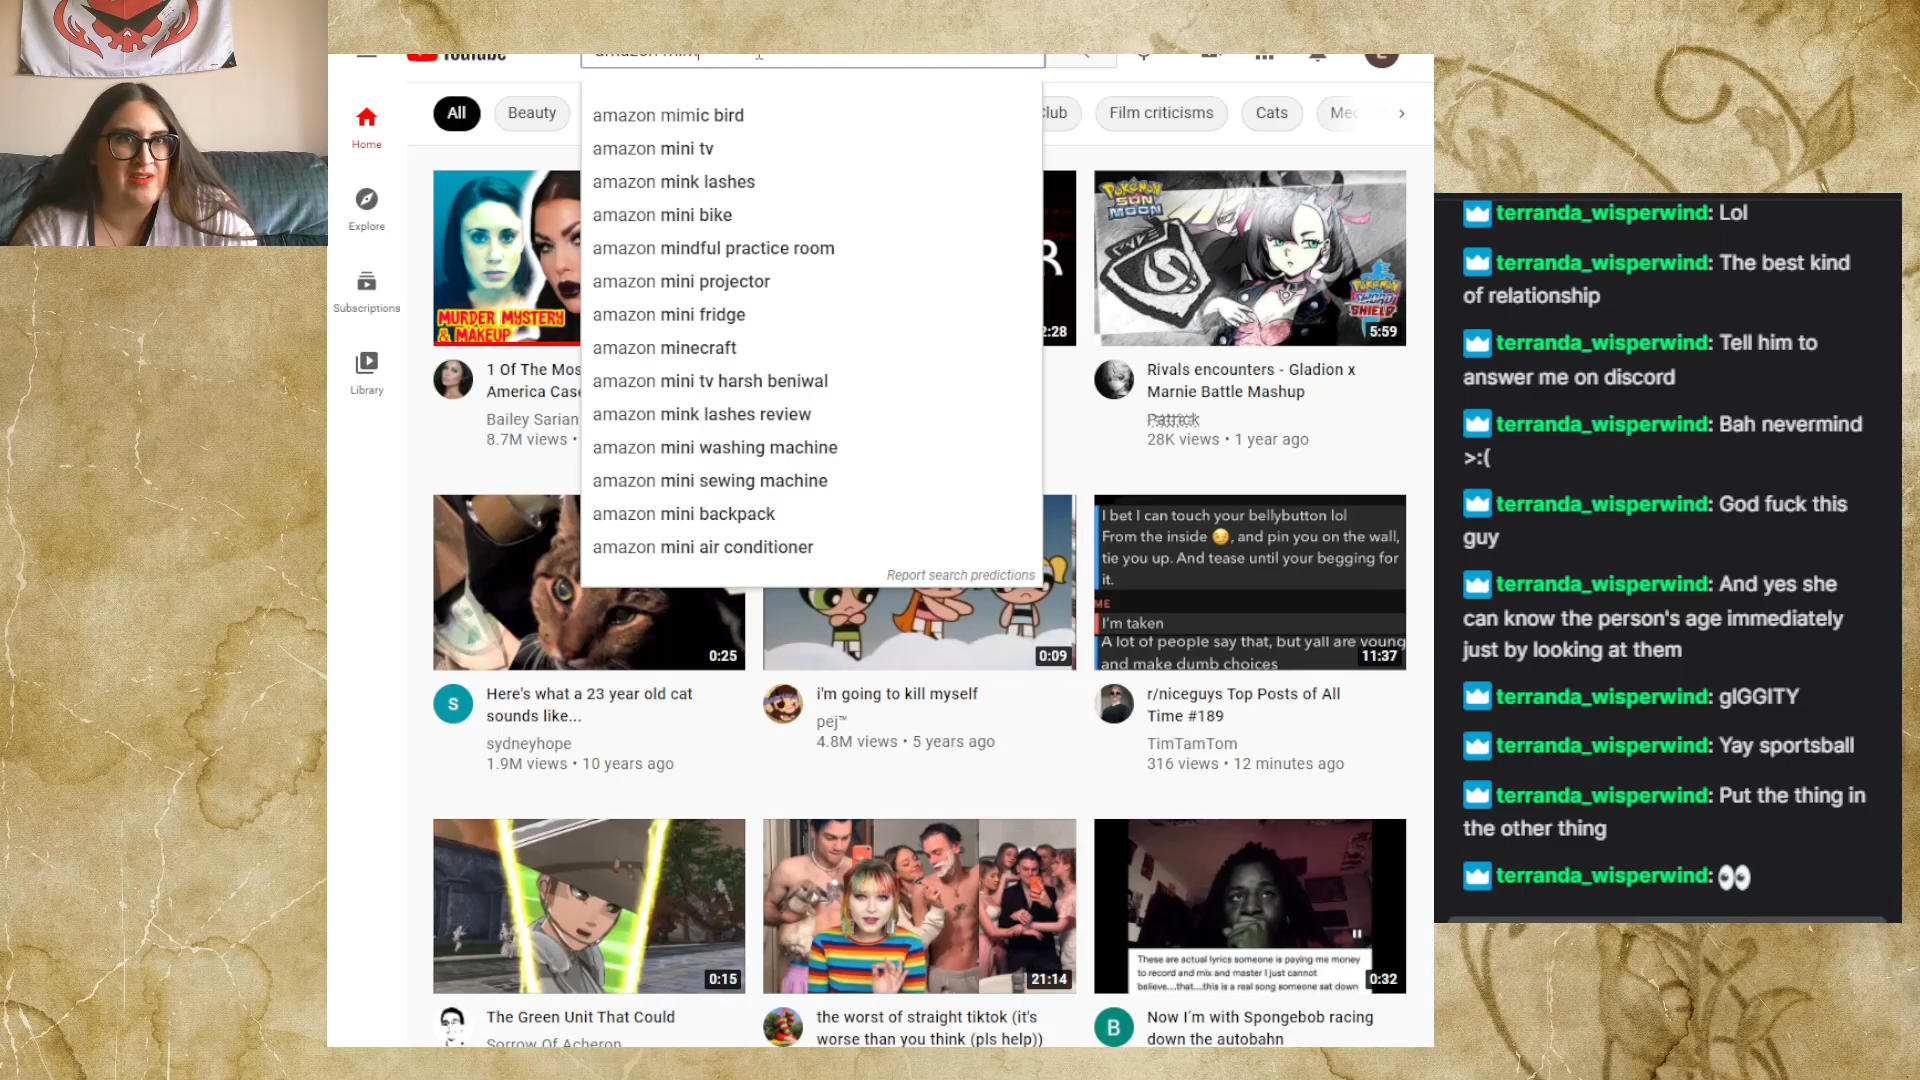 YouTube
amazon mim
All
Beauty
Club
Film criticisms
Cats
Home
Explore
Subscriptions
Library
amazon mimic bird
amazon mini tv
amazon mink lashes
amazon mini bike
amazon mindful practice room
amazon mini projector
amazon mini fridge
amazon minecraft
amazon mini tv harsh beniwal
amazon mink lashes review
amazon mini washing machine
amazon mini sewing machine
amazon mini backpack
amazon mini air conditioner
Report search predictions
MURDER MYSTERY
& MAKEUP
1 Of The Mos
America Case
Bailey Sarian
8.7M views •
2:28
POKÉMON
SUN
MOON
POKÉMON
SHIELD
5:59
Rivals encounters - Gladion x
Marnie Battle Mashup
Patrick
28K views • 1 year ago
0:25
S
Here's what a 23 year old cat
sounds like...
sydneyhope
1.9M views • 10 years ago
0:09
i'm going to kill myself
pej™
4.8M views • 5 years ago
I bet I can touch your bellybutton lol
From the inside 😏, and pin you on the wall,
tie you up. And tease until your begging for
it.
ME
I'm taken
A lot of people say that, but yall are young
and make dumb choices
11:37
r/niceguys Top Posts of All
Time #189
TimTamTom
316 views • 12 minutes ago
0:15
The Green Unit That Could
Sorrow Of Acheron
21:14
the worst of straight tiktok (it's
worse than you think (pls help))
These are actual lyrics someone is paying me money
to record and mix and master I just cannot
believe....that....this is a real song someone sat down
0:32
B
Now I'm with Spongebob racing
down the autobahn
terranda_wisperwind: Lol
terranda_wisperwind: The best kind
of relationship
terranda_wisperwind: Tell him to
answer me on discord
terranda_wisperwind: Bah nevermind
>:(
terranda_wisperwind: God fuck this
guy
terranda_wisperwind: And yes she
can know the person's age immediately
just by looking at them
terranda_wisperwind: gIGGITY
terranda_wisperwind: Yay sportsball
terranda_wisperwind: Put the thing in
the other thing
terranda_wisperwind: 👀